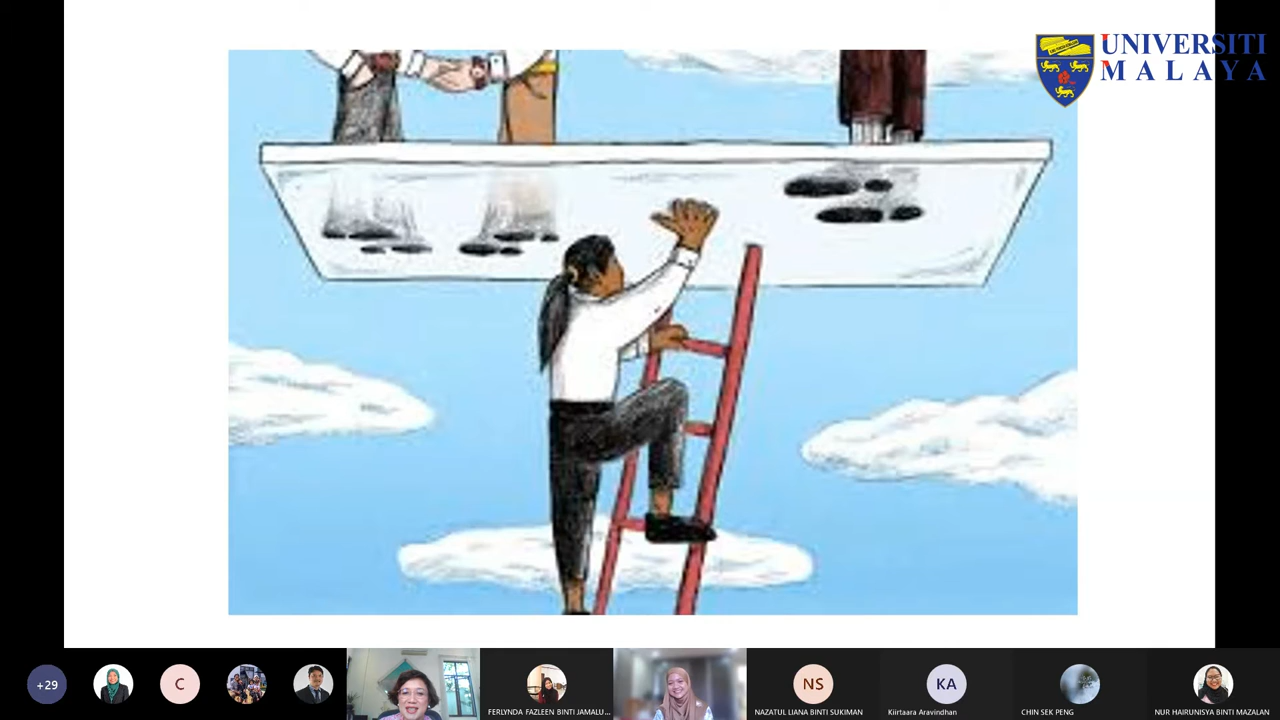 UNIVERSITI
MALAYA
+29
C
NS
KA
FERLYNDA FAZLEEN BINTI JAMALU...
NAZATUL LIANA BINTI SUKIMAN
Kiirtaara Aravindhan
CHIN SEK PENG
NUR HAIRUNISYA BINTI MAZALAN